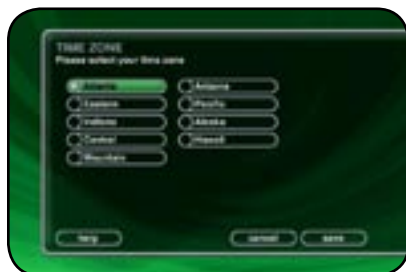 TIME ZONE
Please select your time zone
Atlantic
Arizona
Eastern
Pacific
Indiana
Alaska
Central
Hawaii
Mountain
help
cancel
save